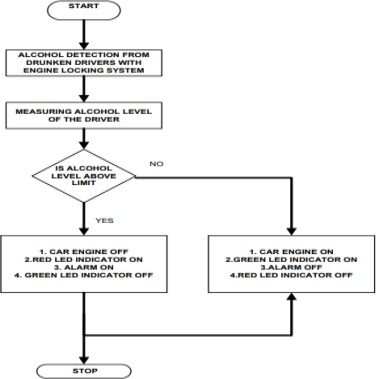 START
ALCOHOL DETECTION FROM
DRUNKEN DRIVERS WITH
ENGINE LOCKING SYSTEM
MEASURING ALCOHOL LEVEL
OF THE DRIVER
IS ALCOHOL
LEVEL ABOVE
LIMIT
NO
YES
1. CAR ENGINE OFF
2.RED LED INDICATOR ON
3. ALARM ON
4. GREEN LED INDICATOR OFF
1. CAR ENGINE ON
2.GREEN LED INDICATOR ON
3.ALARM OFF
4.RED LED INDICATOR OFF
STOP